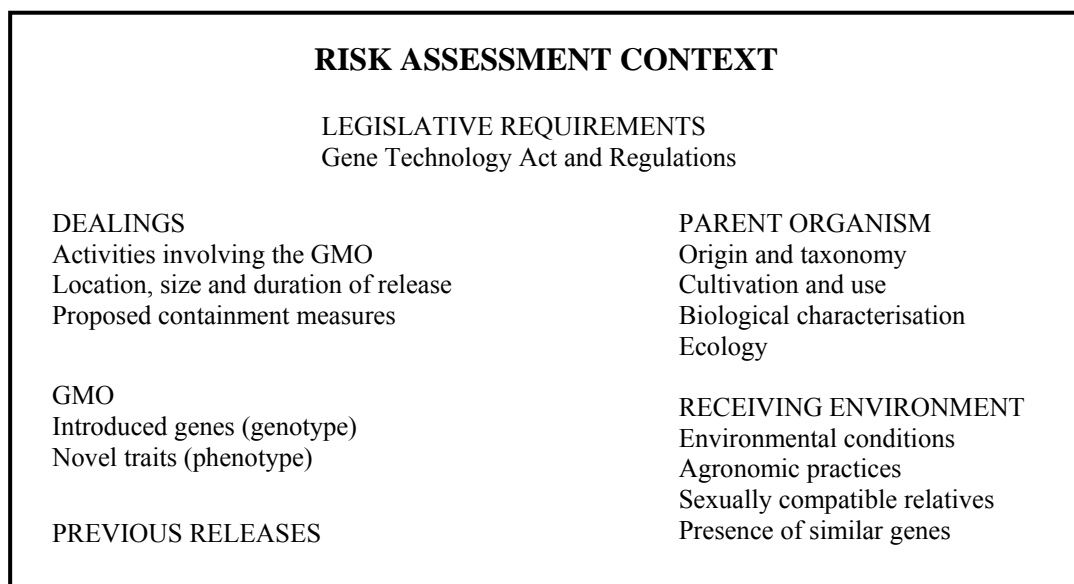 RISK ASSESSMENT CONTEXT
LEGISLATIVE REQUIREMENTS
Gene Technology Act and Regulations
DEALINGS
Activities involving the GMO
Location, size and duration of release
Proposed containment measures
GMO
Introduced genes (genotype)
Novel traits (phenotype)
PREVIOUS RELEASES
PARENT ORGANISM
Origin and taxonomy
Cultivation and use
Biological characterisation
Ecology
RECEIVING ENVIRONMENT
Environmental conditions
Agronomic practices
Sexually compatible relatives
Presence of similar genes